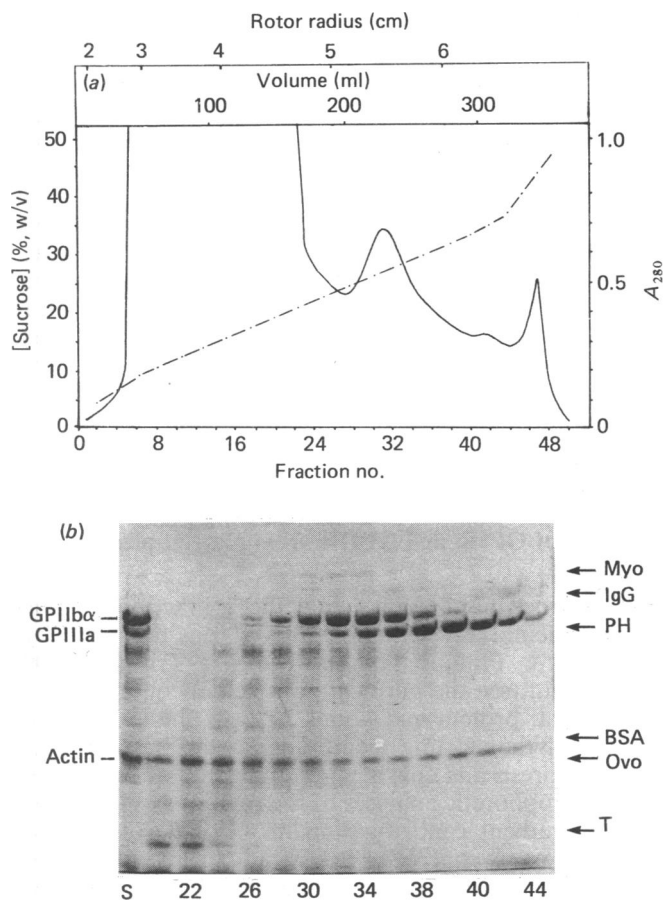 Rotor radius (cm)
2 3 4 5 6
(a) Volume (ml)
100 200 300
50 1.0
40
30
[Sucrose] (%, w/v) 0.5 A280
20
10
0 0
0 8 16 24 32 40 48
Fraction no.
(b)
Myo
IgG
GPIIbα
GPIIIa PH
BSA
Actin Ovo
T
S 22 26 30 34 38 40 44